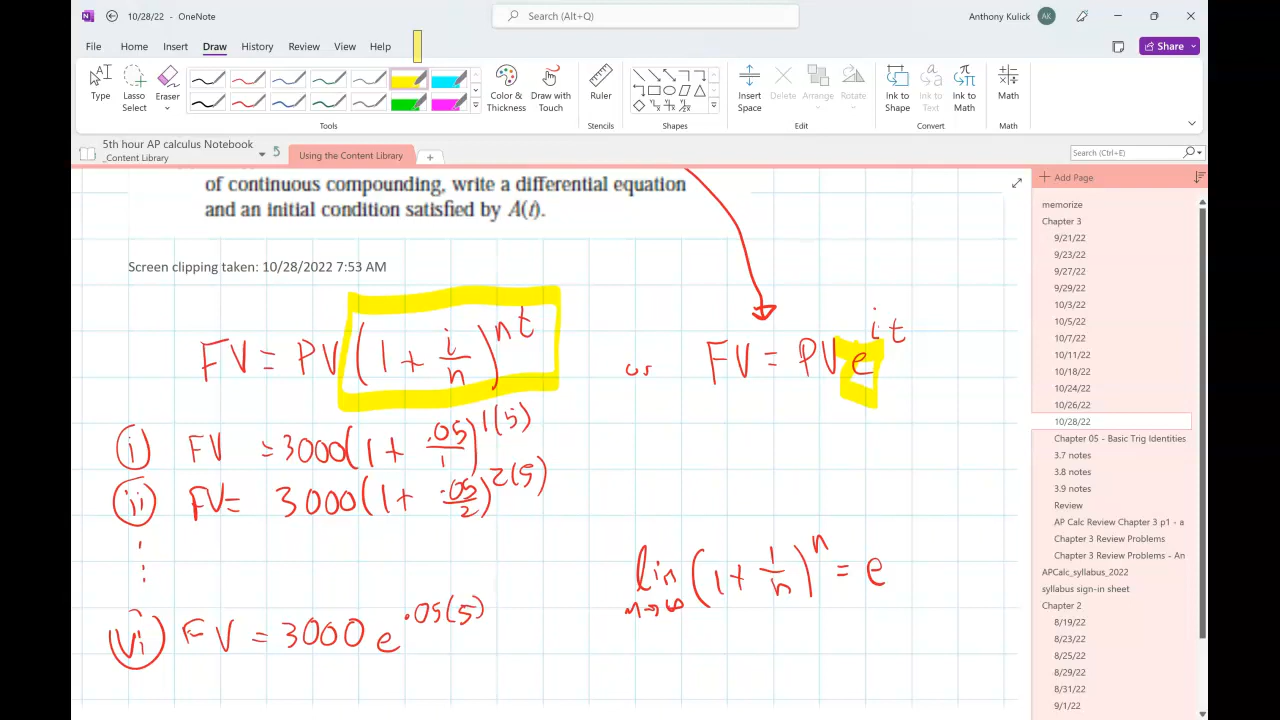 10/28/22 - OneNote
Search (Alt+Q)
Anthony Kulick
AK
File Home Insert Draw History Review View Help
Share
Type
Lasso Select
Eraser
Color & Thickness
Draw with Touch
Ruler
Insert Space
Delete
Arrange
Rotate
Ink to Shape
Ink to Text
Ink to Math
Math
Tools
Stencils
Shapes
Edit
Convert
Math
5th hour AP calculus Notebook
_Content Library
Using the Content Library
+
Search (Ctrl+E)
of continuous compounding, write a differential equation
and an initial condition satisfied by A(t).
Screen clipping taken: 10/28/2022 7:53 AM
FV = PV (1 + i/n)^nt or FV = PV e^it
(i) FV = 3000(1 + .05/1)^1(5)
(ii) FV = 3000(1 + .05/2)^2(5)
lim n→∞ (1 + 1/n)^n = e
(vi) FV = 3000 e^.05(5)
Add Page
memorize
Chapter 3
9/21/22
9/23/22
9/27/22
9/29/22
10/3/22
10/5/22
10/7/22
10/11/22
10/18/22
10/24/22
10/26/22
10/28/22
Chapter 05 - Basic Trig Identities
3.7 notes
3.8 notes
3.9 notes
Review
AP Calc Review Chapter 3 p1 - a
Chapter 3 Review Problems
Chapter 3 Review Problems - An
APCalc_syllabus_2022
syllabus sign-in sheet
Chapter 2
8/19/22
8/23/22
8/25/22
8/29/22
8/31/22
9/1/22